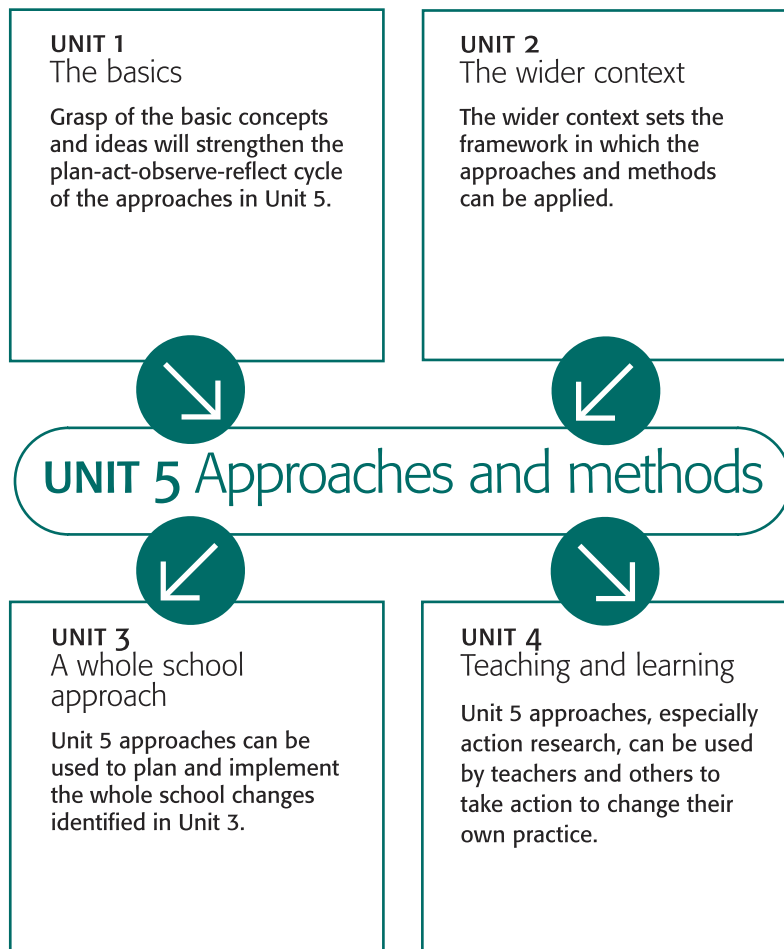 UNIT 1
The basics
Grasp of the basic concepts
and ideas will strengthen the
plan-act-observe-reflect cycle
of the approaches in Unit 5.
UNIT 2
The wider context
The wider context sets the
framework in which the
approaches and methods
can be applied.
UNIT 5 Approaches and methods
UNIT 3
A whole school
approach
Unit 5 approaches can be
used to plan and implement
the whole school changes
identified in Unit 3.
UNIT 4
Teaching and learning
Unit 5 approaches, especially
action research, can be used
by teachers and others to
take action to change their
own practice.